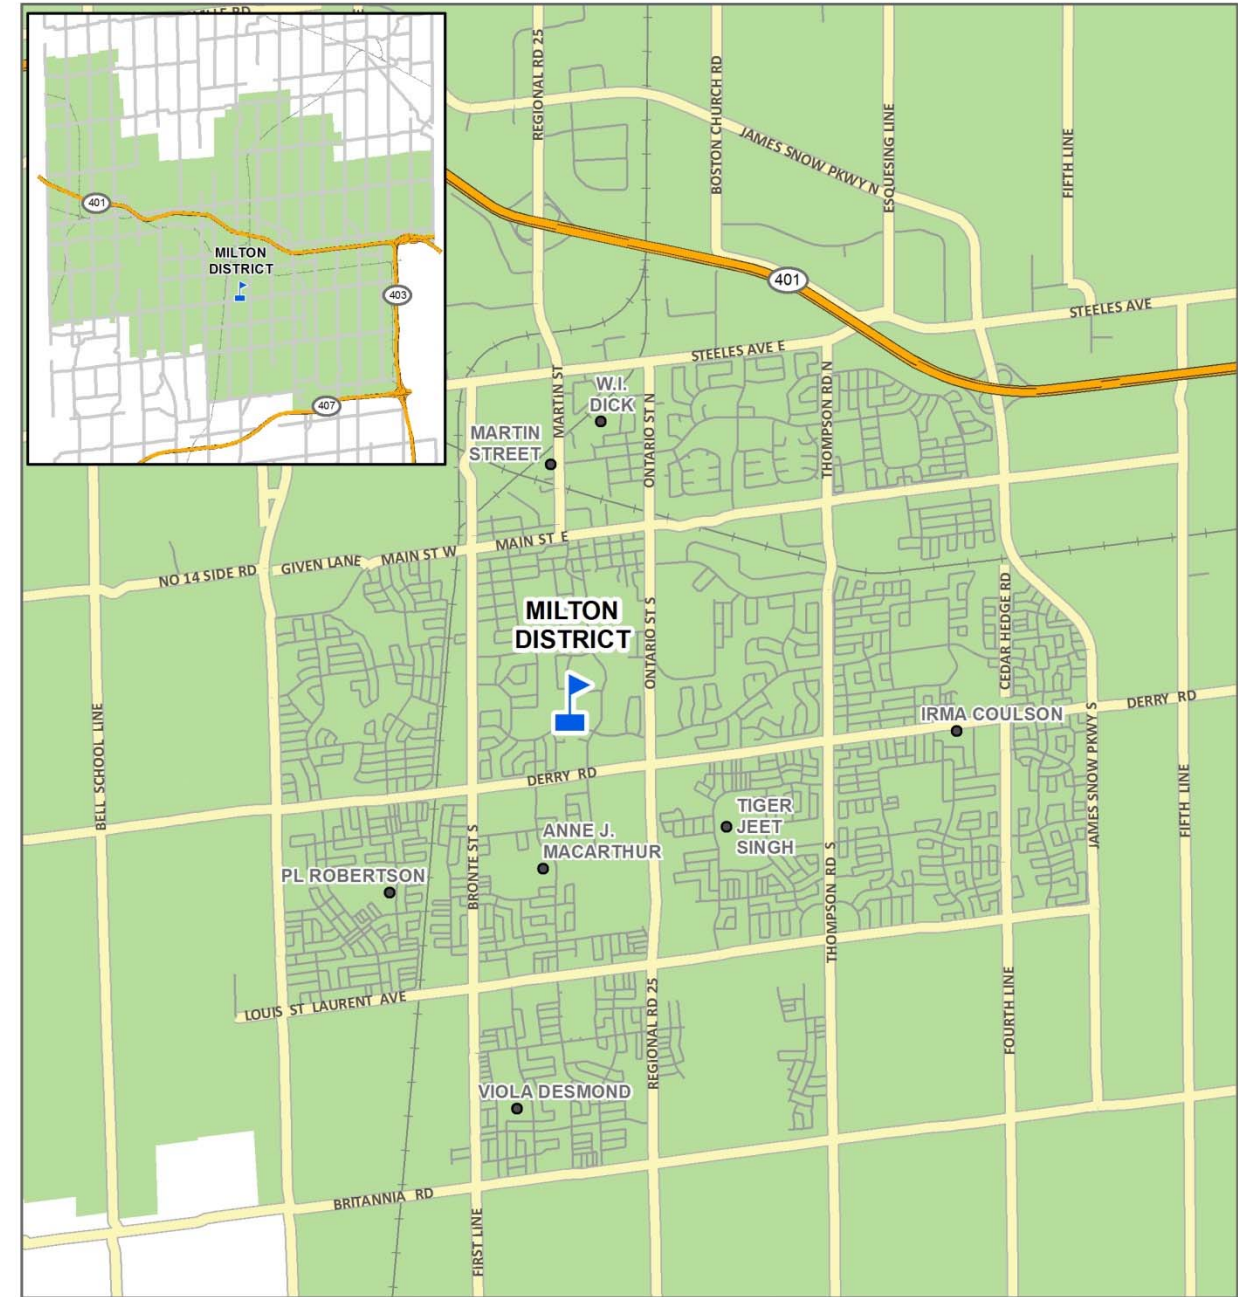 401
MILTON
DISTRICT
403
407
REGIONAL RD 25
BOSTON CHURCH RD
JAMES SNOW PKWY N
ESQUESING LINE
FIFTH LINE
401
STEELES AVE
STEELES AVE E
W.I.
DICK
MARTIN ST
MARTIN
STREET
ONTARIO ST N
THOMPSON RD N
MAIN ST E
MAIN ST W
GIVEN LANE
NO 14 SIDE RD
MILTON
DISTRICT
ONTARIO ST S
CEDAR HEDGE RD
DERRY RD
IRMA COULSON
BELL SCHOOL LINE
DERRY RD
JAMES SNOW PKWY S
FIFTH LINE
TIGER
JEET
SINGH
ANNE J.
MACARTHUR
BRONTE ST S
PL ROBERTSON
THOMPSON RD S
LOUIS ST LAURENT AVE
REGIONAL RD 25
FOURTH LINE
VIOLA DESMOND
BRITANNIA RD
FIRST LINE